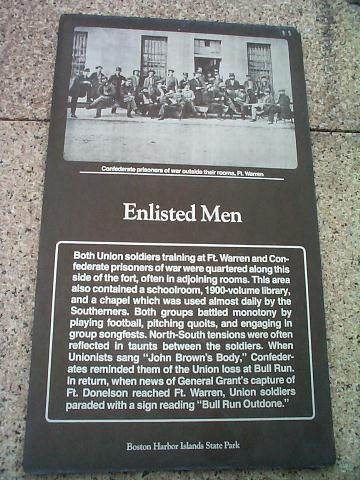 Confederate prisoners of war outside their rooms, Ft. Warren
Enlisted Men
Both Union soldiers training at Ft. Warren and Con-
federate prisoners of war were quartered along this
side of the fort, often in adjoining rooms. This area
also contained a schoolroom, 1900-volume library,
and a chapel which was used almost daily by the
Southerners. Both groups battled monotony by
playing football, pitching quoits, and engaging in
group songfests. North-South tensions were often
reflected in taunts between the soldiers. When
Unionists sang “John Brown's Body,” Confeder-
ates reminded them of the Union loss at Bull Run.
In return, when news of General Grant's capture of
Ft. Donelson reached Ft. Warren, Union soldiers
paraded with a sign reading “Bull Run Outdone.”
Boston Harbor Islands State Park